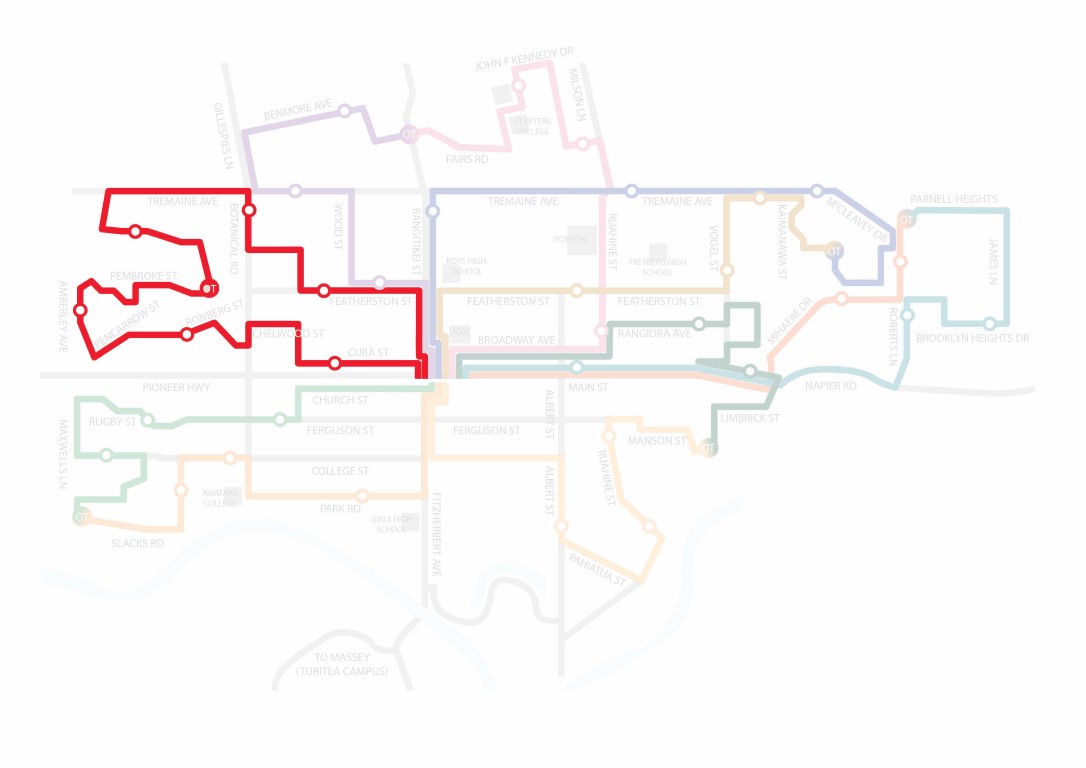 JOHN F KENNEDY DR
MILSON LN
BENMORE AVE
GILLESPIES LN
ST PETERS
COLLEGE
OT
FAIRS RD
TREMAINE AVE
TREMAINE AVE
TREMAINE AVE
PARNELL HEIGHTS
OT
McCLEAVEY DR
BOTANICAL RD
WOOD ST
RANGITIKEI ST
RUAHINE ST
VOGEL ST
KAIMANAWA ST
JAMES LN
HOSPITAL
OT
BOYS HIGH
SCHOOL
FREYBERG HIGH
SCHOOL
PEMBROKE ST
OT
AMBERLEY AVE
PENCARROW ST
BONBERG ST
FEATHERSTON ST
FEATHERSTON ST
FEATHERSTON ST
MIHAERE DR
ROBERTS LN
CHELWOOD ST
UCOL
BROADWAY AVE
RANGIORA AVE
BROOKLYN HEIGHTS DR
CUBA ST
PIONEER HWY
MAIN ST
NAPIER RD
CHURCH ST
ALBERT ST
LIMBRICK ST
RUGBY ST
FERGUSON ST
FERGUSON ST
MANSON ST
OT
MAXWELLS LN
COLLEGE ST
RUAHINE ST
ALBERT ST
AWATAPU
COLLEGE
PARK RD
FITZHERBERT AVE
OT
GIRLS HIGH
SCHOOL
SLACKS RD
PAHIATUA ST
TO MASSEY
(TURITEA CAMPUS)